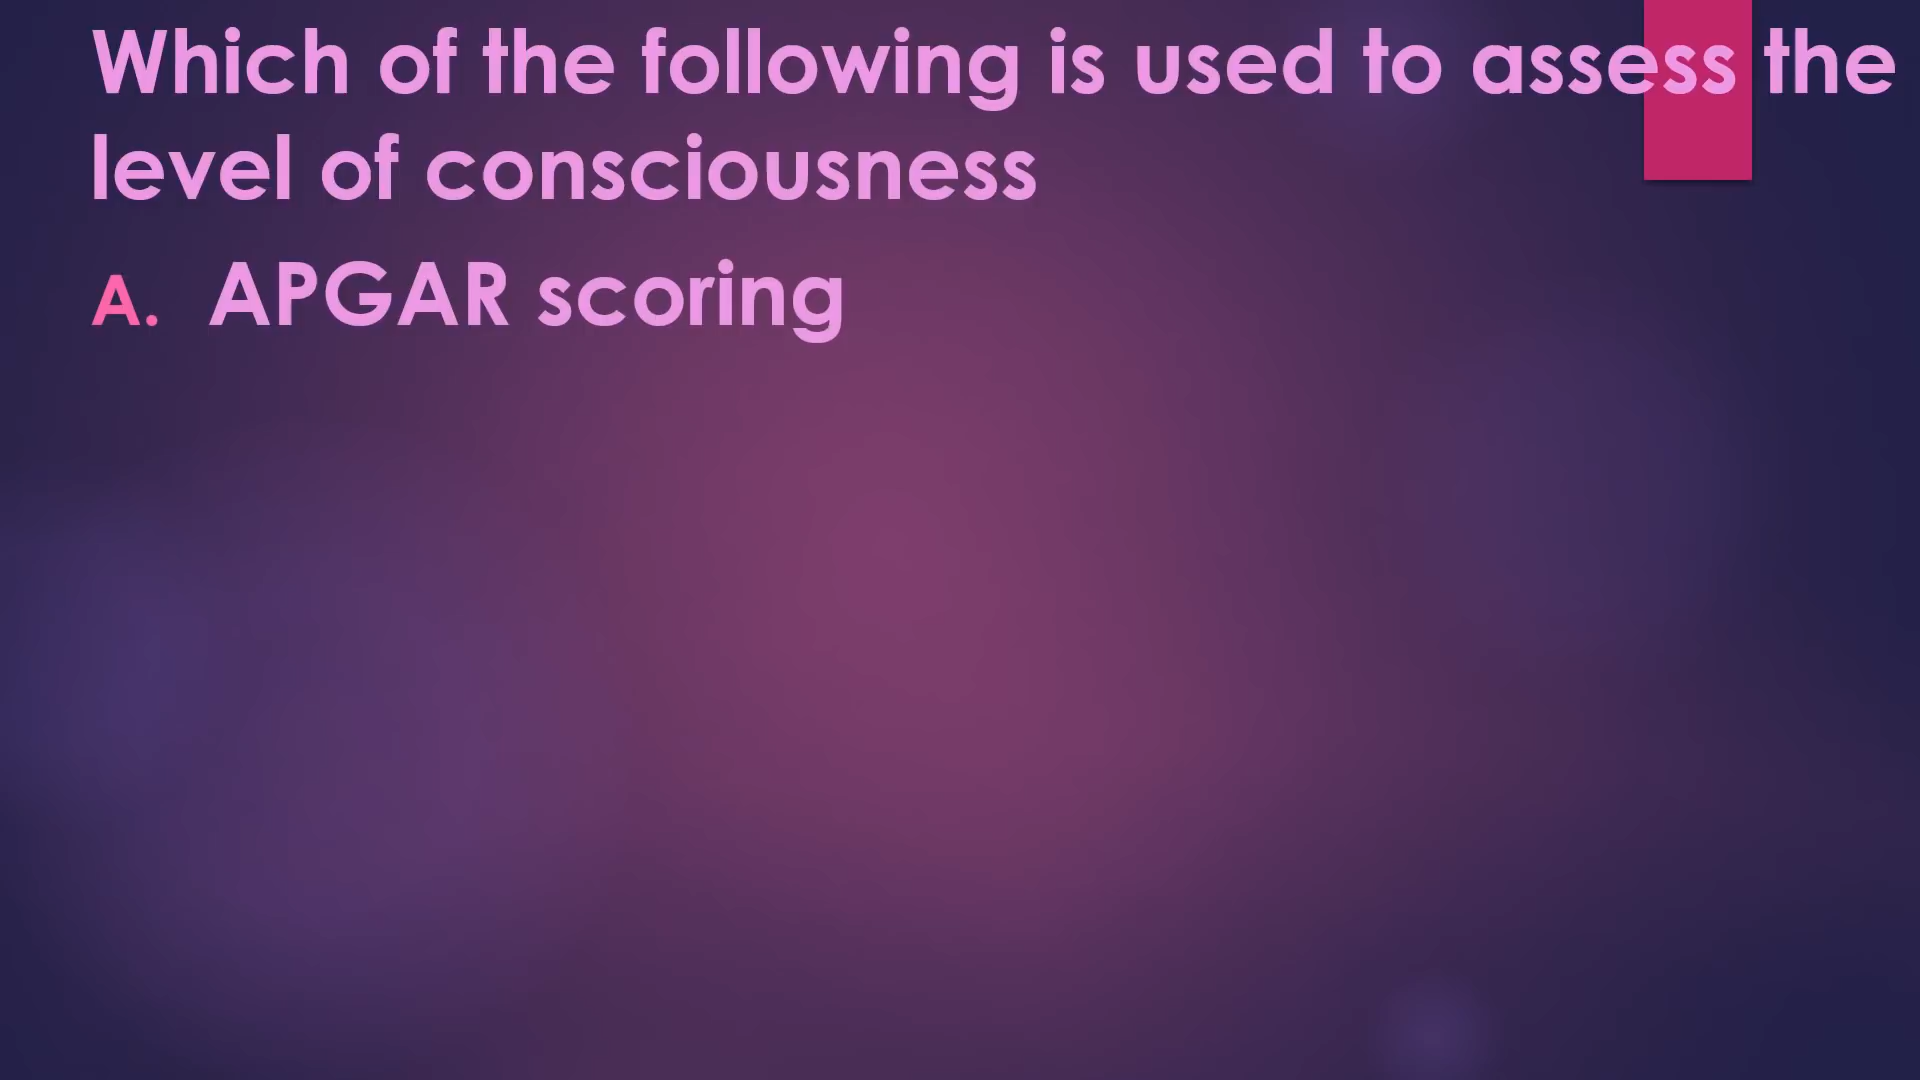 Which of the following is used to assess the
level of consciousness
A. APGAR scoring